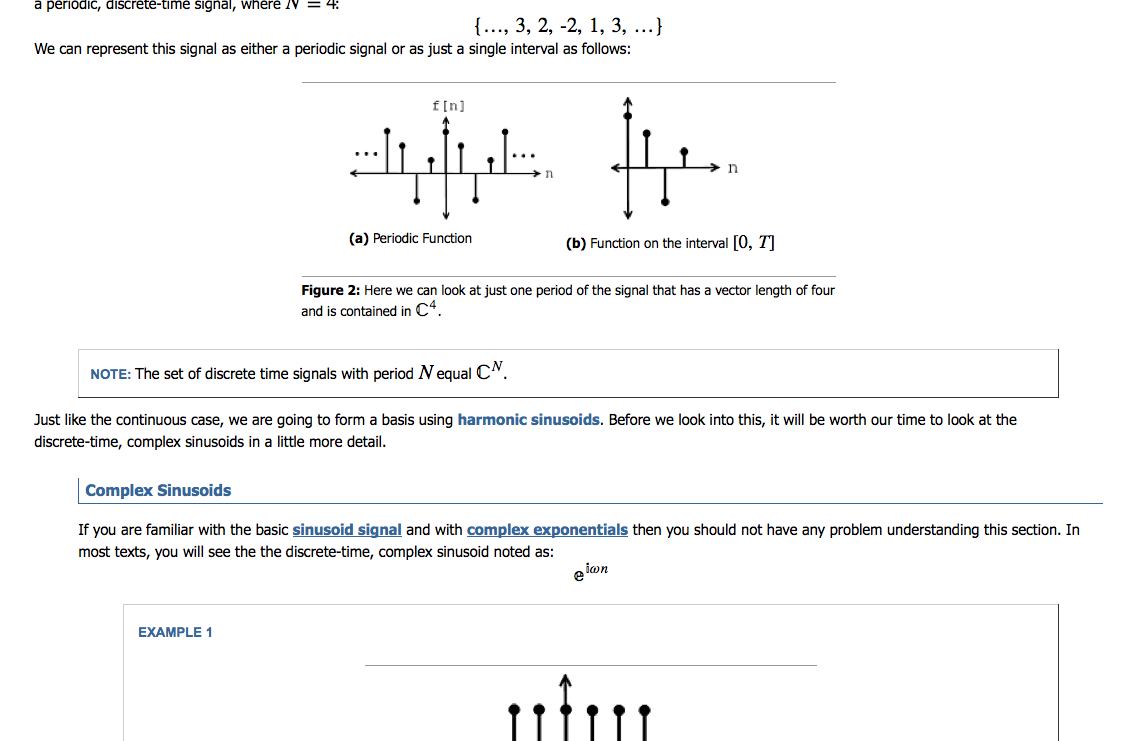 a periodic, discrete-time signal, where N = 4:
{…, 3, 2, -2, 1, 3, …}
We can represent this signal as either a periodic signal or as just a single interval as follows:
f[n]
... ...
n
n
(a) Periodic Function
(b) Function on the interval [0, T]
Figure 2: Here we can look at just one period of the signal that has a vector length of four
and is contained in ℂ⁴.
NOTE: The set of discrete time signals with period N equal ℂᴺ.
Just like the continuous case, we are going to form a basis using harmonic sinusoids. Before we look into this, it will be worth our time to look at the
discrete-time, complex sinusoids in a little more detail.
Complex Sinusoids
If you are familiar with the basic sinusoid signal and with complex exponentials then you should not have any problem understanding this section. In
most texts, you will see the the discrete-time, complex sinusoid noted as:
e^{iωn}
EXAMPLE 1